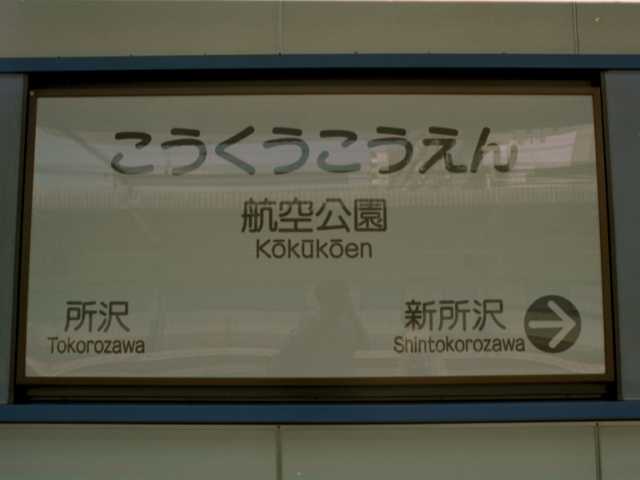 こうくうこうえん
航空公園
Kōkūkōen
所沢
Tokorozawa
新所沢
Shintokorozawa